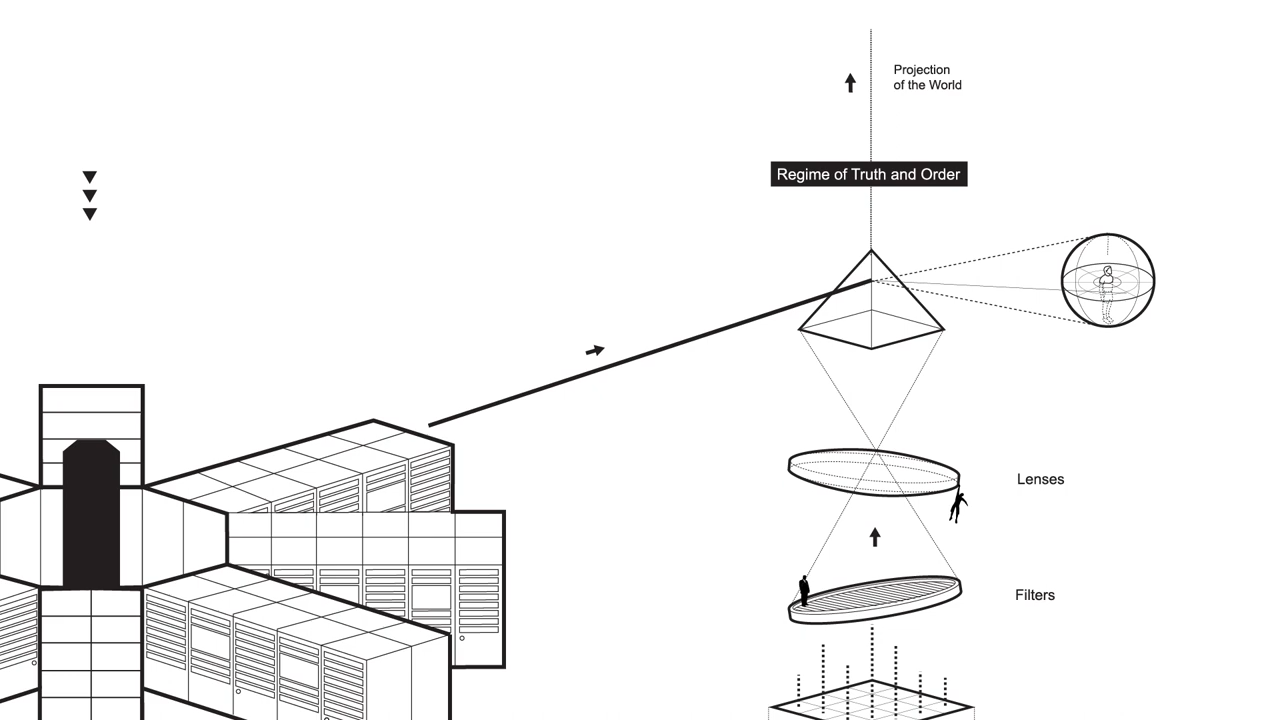 Projection
of the World
Regime of Truth and Order
Lenses
Filters